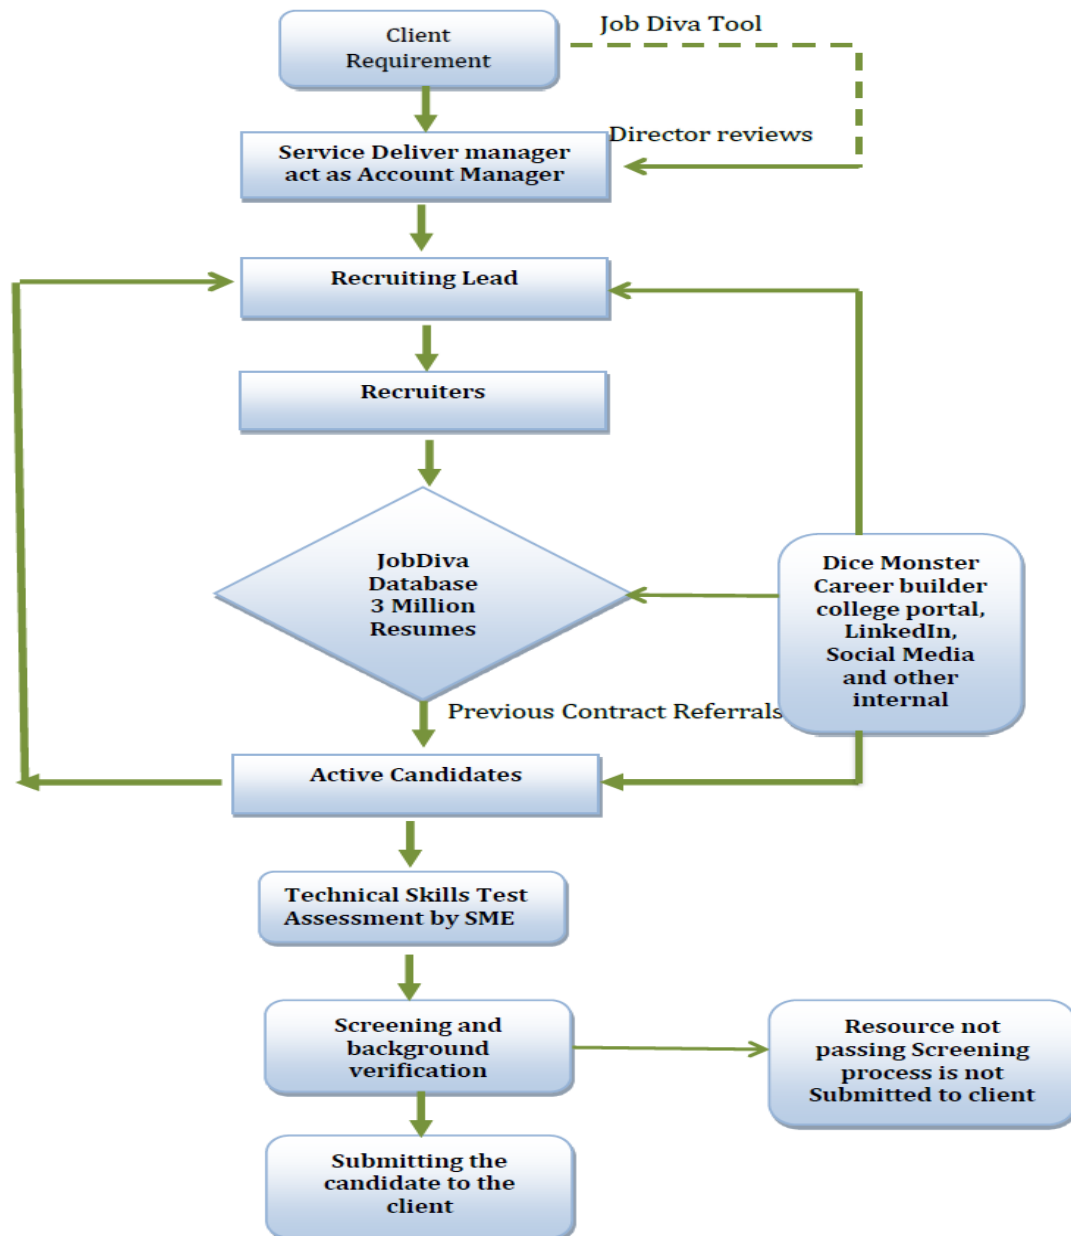 Client
Requirement
Job Diva Tool
Director reviews
Service Deliver manager
act as Account Manager
Recruiting Lead
Recruiters
JobDiva
Database
3 Million
Resumes
Dice Monster
Career builder
college portal,
LinkedIn,
Social Media
and other
internal
Previous Contract Referrals
Active Candidates
Technical Skills Test
Assessment by SME
Screening and
background
verification
Resource not
passing Screening
process is not
Submitted to client
Submitting the
candidate to the
client